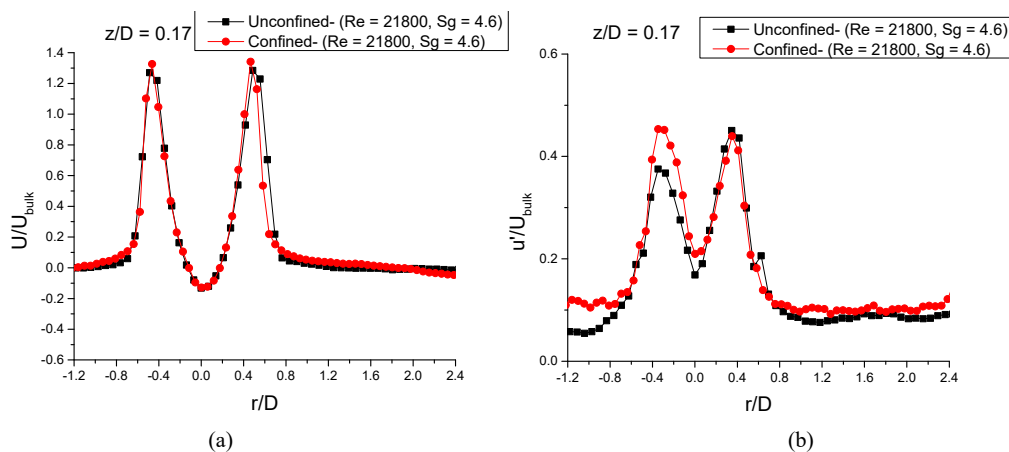 z/D = 0.17
Unconfined- (Re = 21800, Sg = 4.6)
Confined- (Re = 21800, Sg = 4.6)
1.4
1.2
1.0
0.8
0.6
0.4
0.2
0.0
-0.2
-0.4
-0.6
U/U_bulk
-1.2 -0.8 -0.4 0.0 0.4 0.8 1.2 1.6 2.0 2.4
r/D
(a)
z/D = 0.17
Unconfined- (Re = 21800, Sg = 4.6)
Confined- (Re = 21800, Sg = 4.6)
0.6
0.4
0.2
0.0
u'/U_bulk
-1.2 -0.8 -0.4 0.0 0.4 0.8 1.2 1.6 2.0 2.4
r/D
(b)